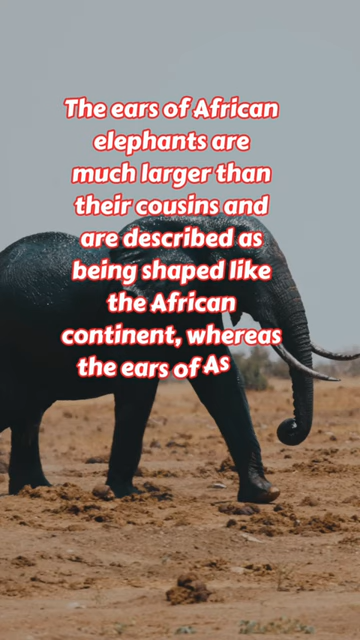 The ears of African
elephants are
much larger than
their cousins and
are described as
being shaped like
the African
continent, whereas
the ears of As